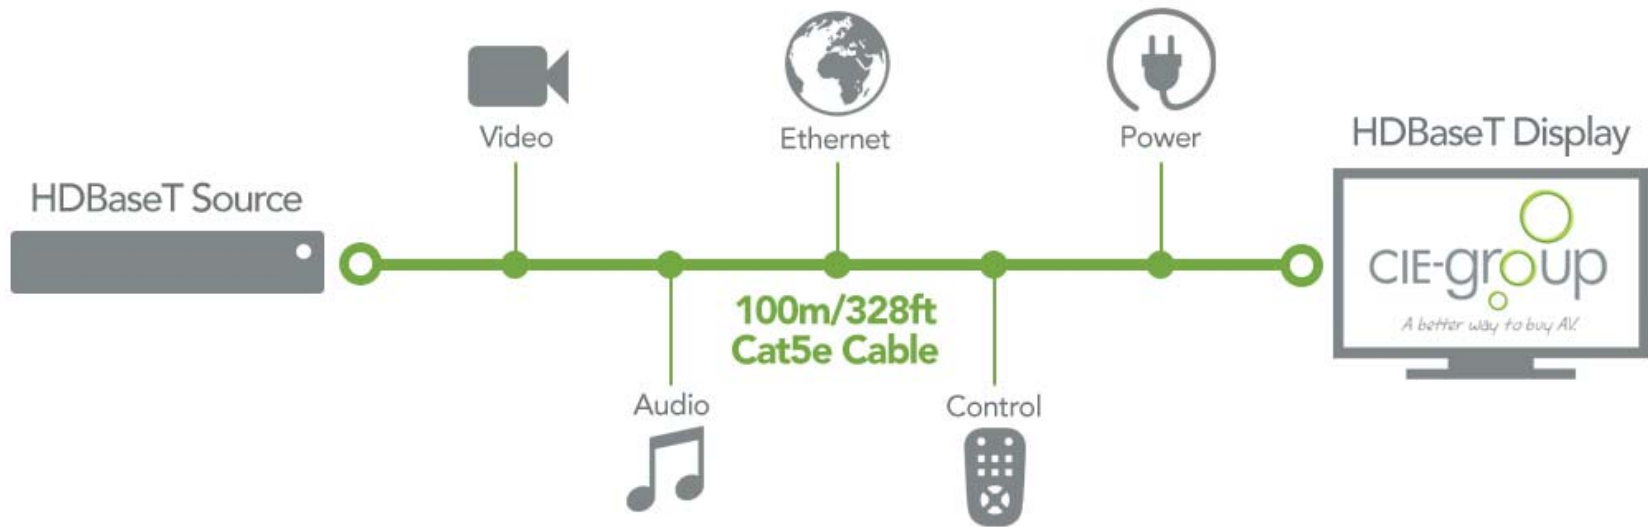 Video
Ethernet
Power
HDBaseT Display
HDBaseT Source
CIE-group
A better way to buy AV.
100m/328ft
Cat5e Cable
Audio
Control